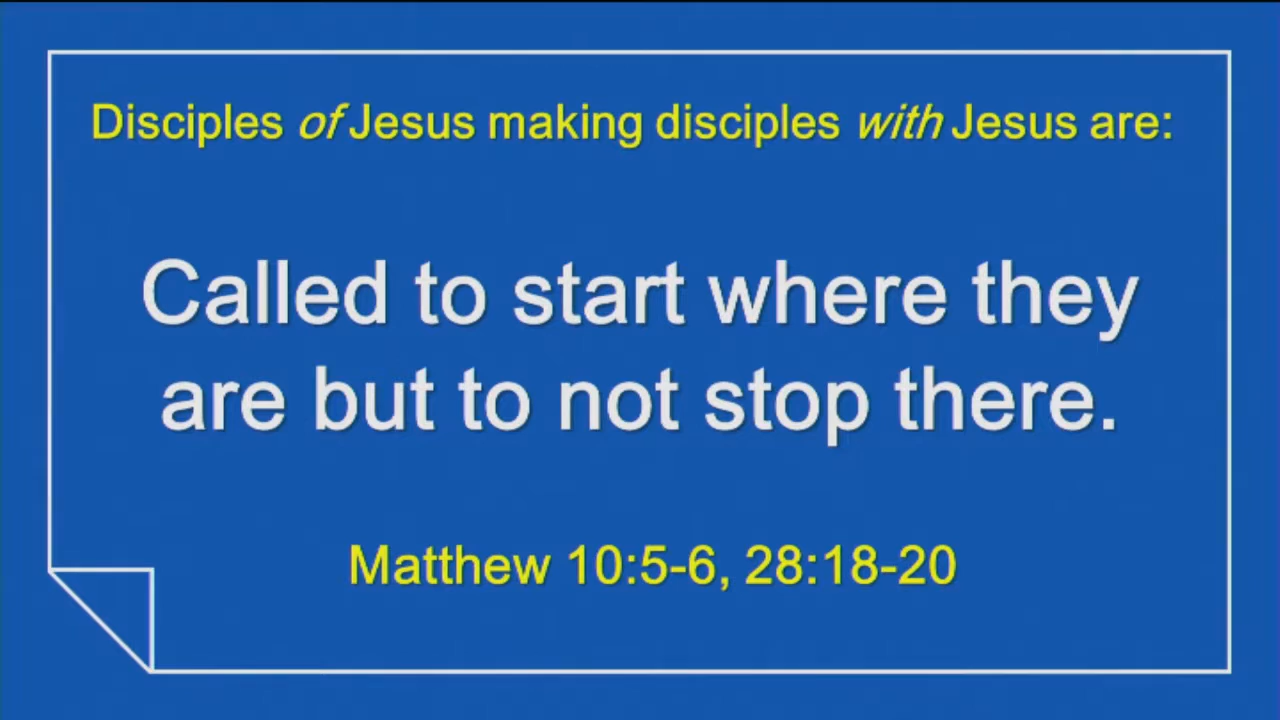 Disciples of Jesus making disciples with Jesus are:
Called to start where they
are but to not stop there.
Matthew 10:5-6, 28:18-20